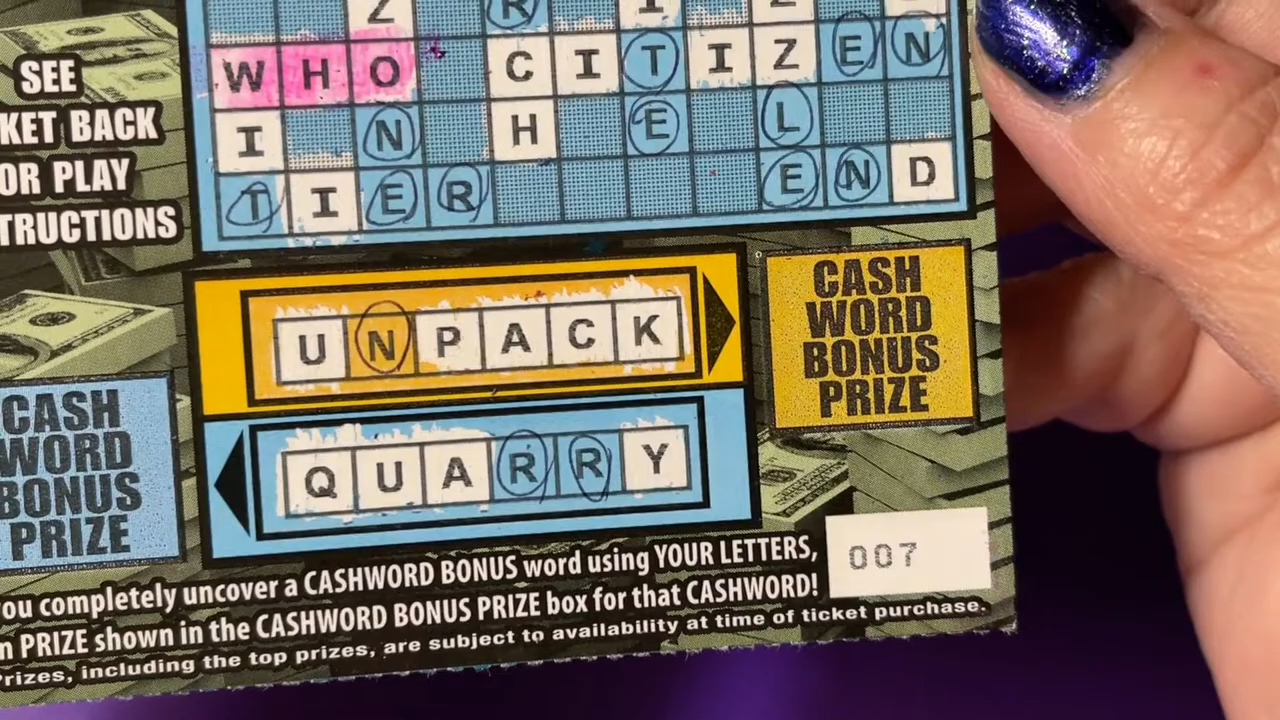 Z R I Z
WHO CITIZEN
I N H E L
TIER END
SEE
KET BACK
OR PLAY
TRUCTIONS
UNPACK
CASH
WORD
BONUS
PRIZE
CASH
WORD
BONUS
PRIZE
QUARRY
you completely uncover a CASHWORD BONUS word using YOUR LETTERS,
n PRIZE shown in the CASHWORD BONUS PRIZE box for that CASHWORD!
rizes, including the top prizes, are subject to availability at time of ticket purchase.
007